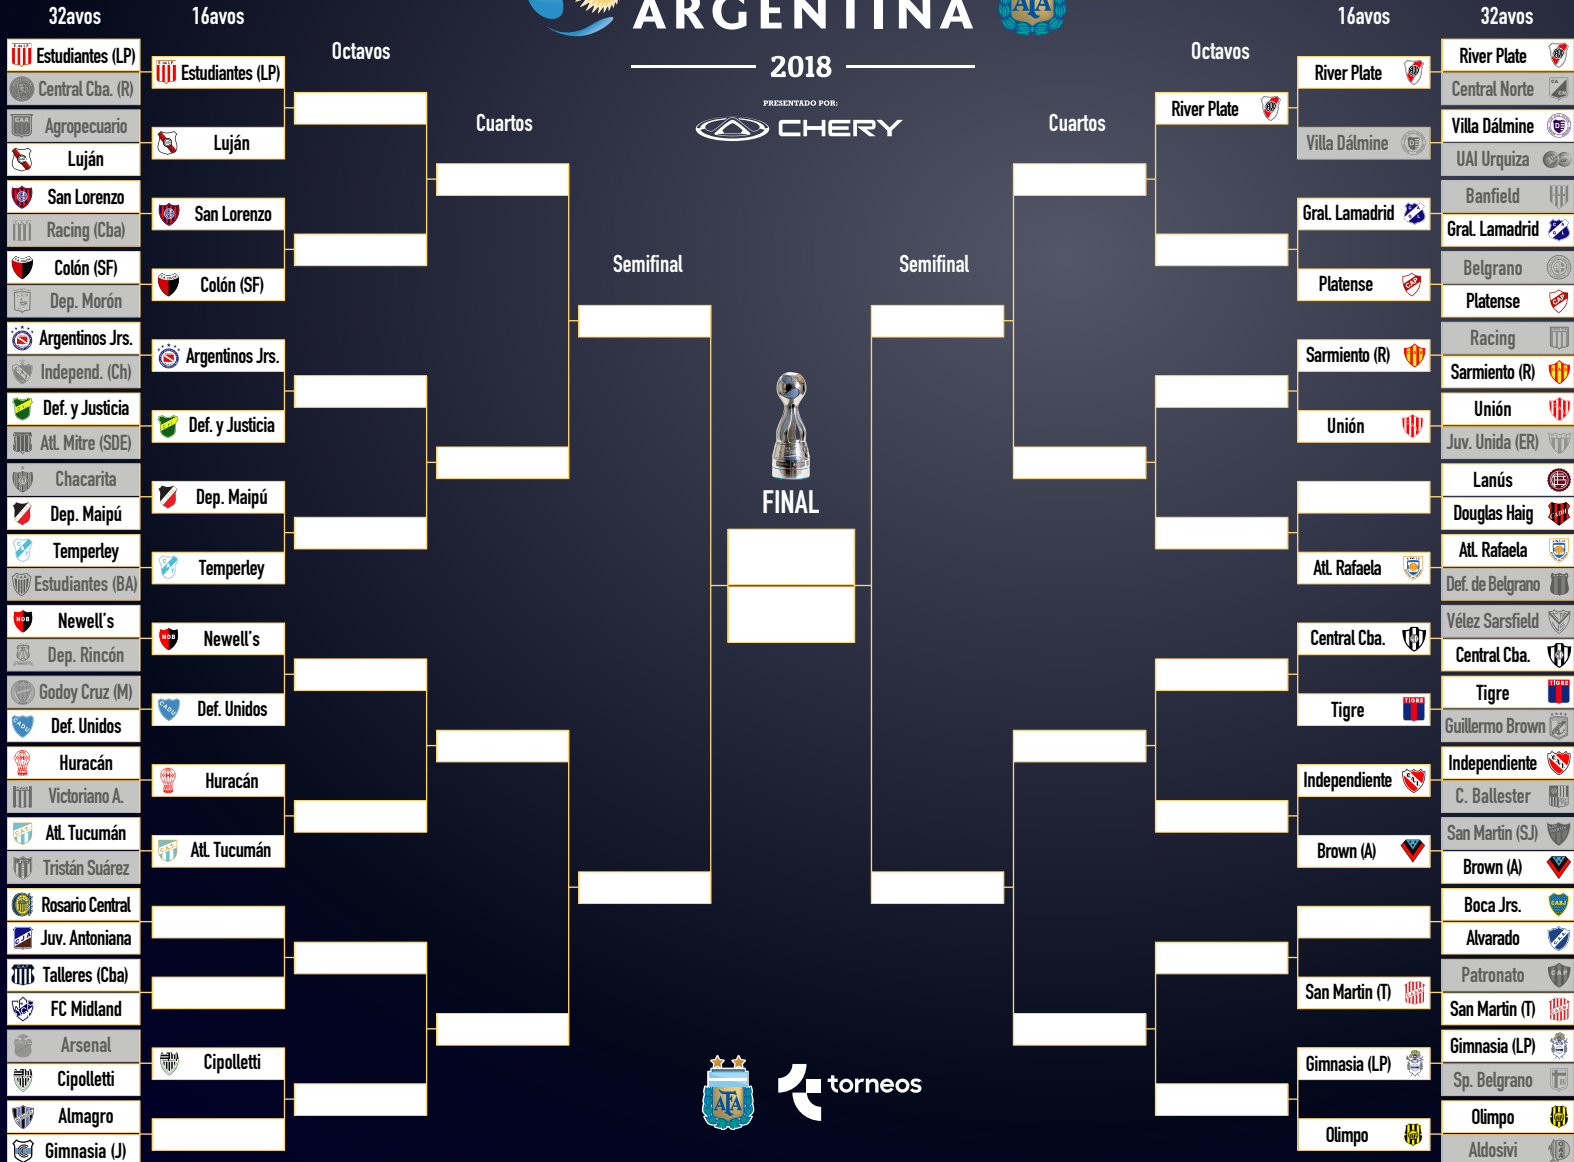 32avos
16avos
Octavos
Cuartos
Semifinal
ARGENTINA
AFA
2018
PRESENTADO POR:
CHERY
Semifinal
Cuartos
Octavos
16avos
32avos
Estudiantes (LP)
Central Cba. (R)
Agropecuario
Luján
San Lorenzo
Racing (Cba)
Colón (SF)
Dep. Morón
Argentinos Jrs.
Independ. (Ch)
Def. y Justicia
Atl. Mitre (SDE)
Chacarita
Dep. Maipú
Temperley
Estudiantes (BA)
Newell's
Dep. Rincón
Godoy Cruz (M)
Def. Unidos
Huracán
Victoriano A.
Atl. Tucumán
Tristán Suárez
Rosario Central
Juv. Antoniana
Talleres (Cba)
FC Midland
Arsenal
Cipolletti
Almagro
Gimnasia (J)
Estudiantes (LP)
Luján
San Lorenzo
Colón (SF)
Argentinos Jrs.
Def. y Justicia
Dep. Maipú
Temperley
Newell's
Def. Unidos
Huracán
Atl. Tucumán
Cipolletti
FINAL
AFA
torneos
River Plate
River Plate
Villa Dálmine
Gral. Lamadrid
Platense
Sarmiento (R)
Unión
Atl. Rafaela
Central Cba.
Tigre
Independiente
Brown (A)
San Martin (T)
Gimnasia (LP)
Olimpo
River Plate
Central Norte
Villa Dálmine
UAI Urquiza
Banfield
Gral. Lamadrid
Belgrano
Platense
Racing
Sarmiento (R)
Unión
Juv. Unida (ER)
Lanús
Douglas Haig
Atl. Rafaela
Def. de Belgrano
Vélez Sarsfield
Central Cba.
Tigre
Guillermo Brown
Independiente
C. Ballester
San Martin (SJ)
Brown (A)
Boca Jrs.
Alvarado
Patronato
San Martin (T)
Gimnasia (LP)
Sp. Belgrano
Olimpo
Aldosivi